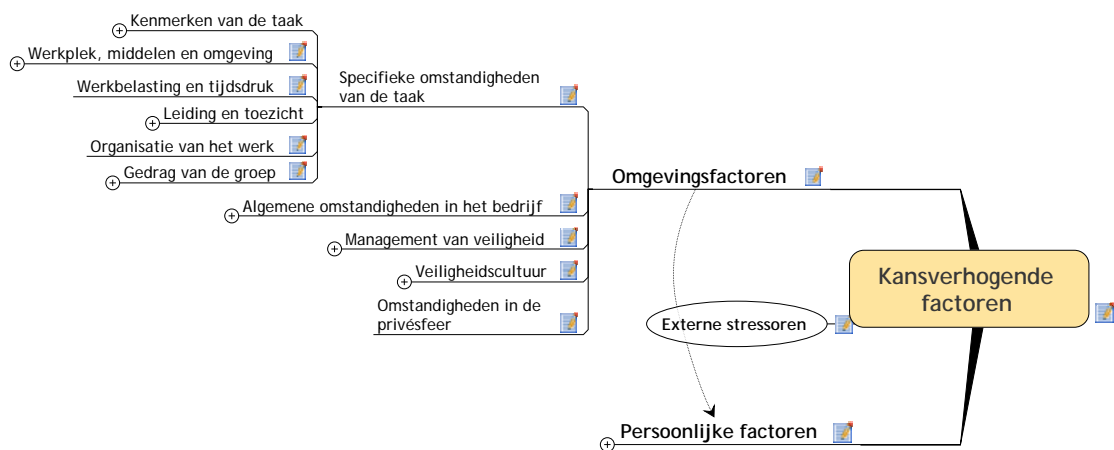 Kenmerken van de taak
Werkplek, middelen en omgeving
Werkbelasting en tijdsdruk
Leiding en toezicht
Organisatie van het werk
Gedrag van de groep
Specifieke omstandigheden
van de taak
Algemene omstandigheden in het bedrijf
Management van veiligheid
Veiligheidscultuur
Omstandigheden in de
privésfeer
Omgevingsfactoren
Externe stressoren
Persoonlijke factoren
Kansverhogende
factoren